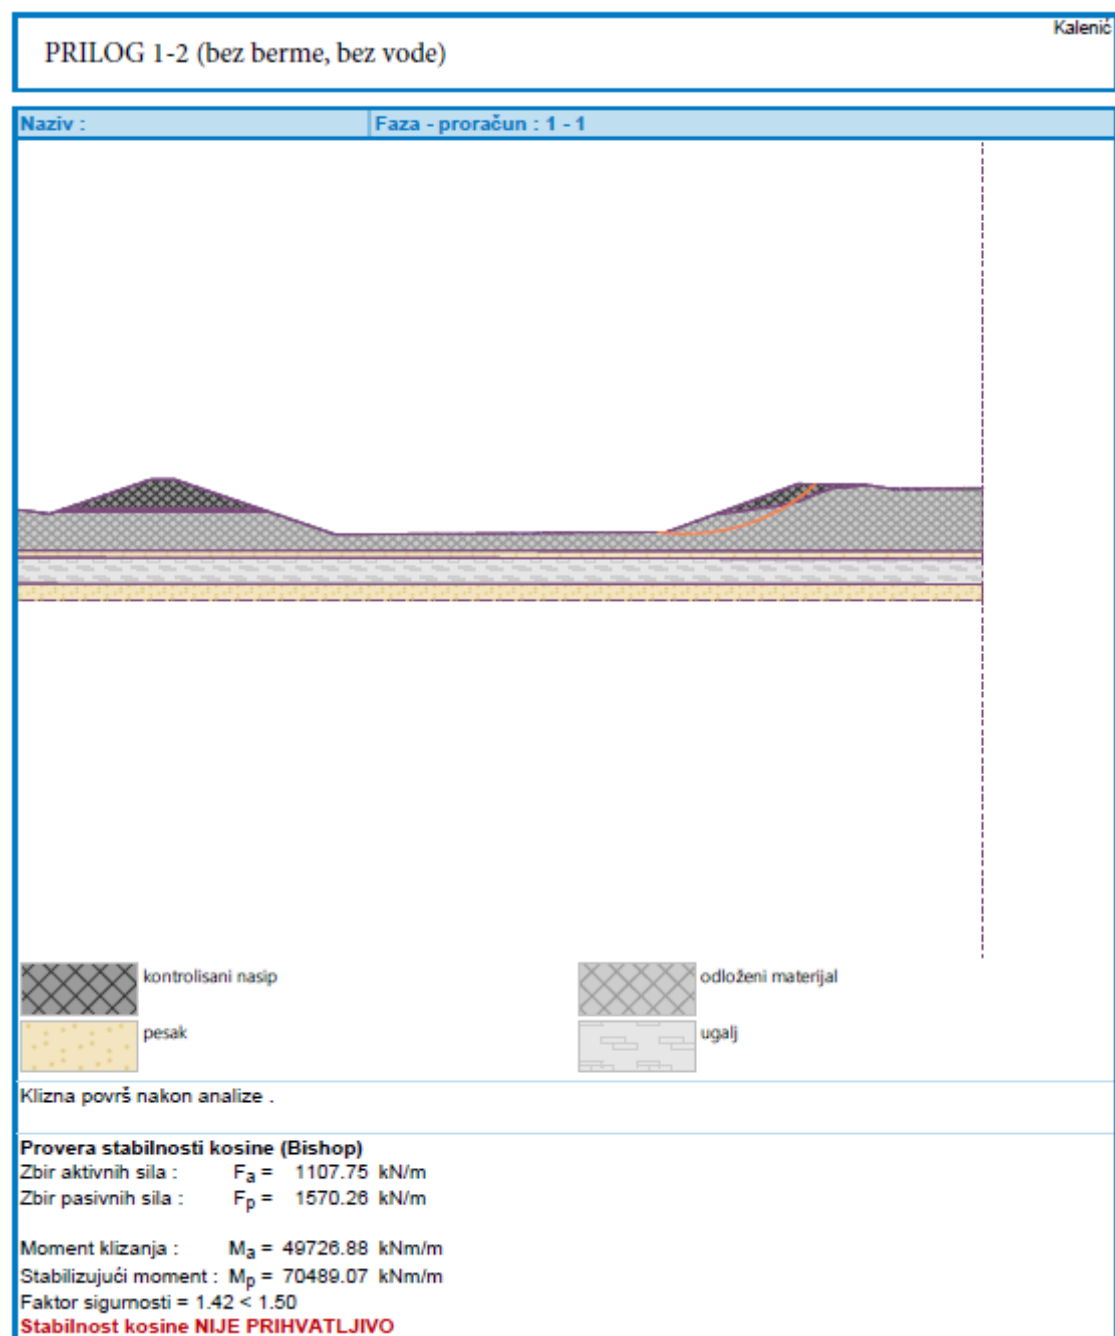 Kalenić
PRILOG 1-2 (bez berme, bez vode)
Naziv : Faza - proračun : 1 - 1
kontrolisani nasip odloženi materijal
pesak ugalj
Klizna površ nakon analize .
Provera stabilnosti kosine (Bishop)
Zbir aktivnih sila : Fa = 1107.75 kN/m
Zbir pasivnih sila : Fp = 1570.26 kN/m
Moment klizanja : Ma = 49726.88 kNm/m
Stabilizujući moment : Mp = 70489.07 kNm/m
Faktor sigurnosti = 1.42 < 1.50
Stabilnost kosine NIJE PRIHVATLJIVO